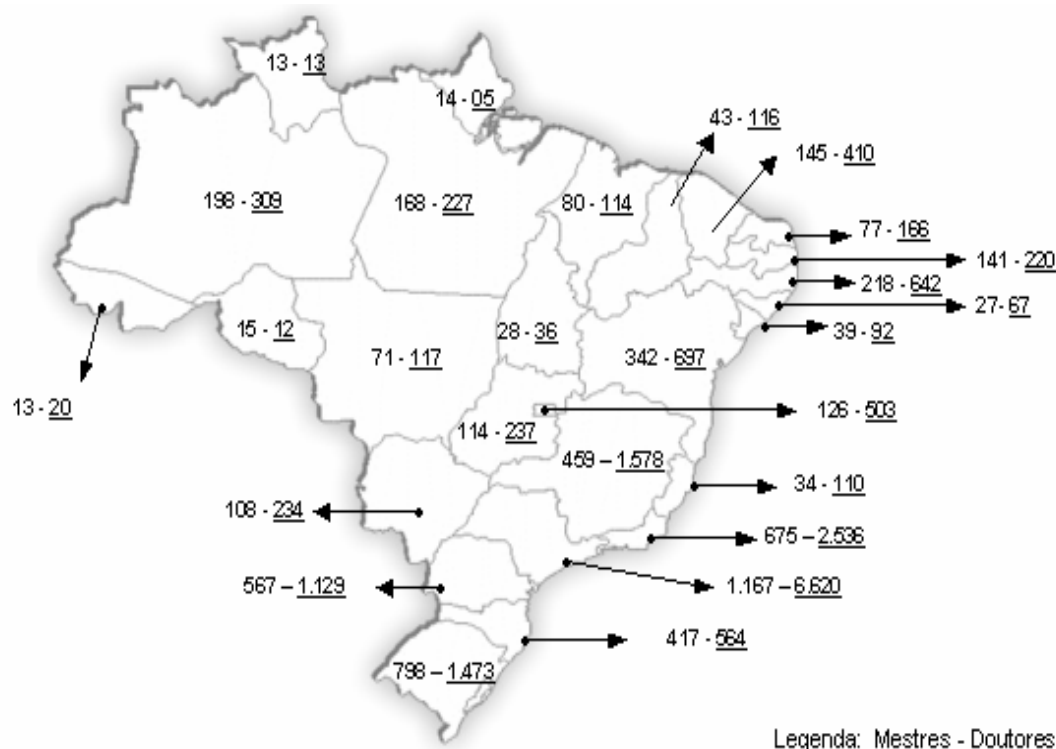 13 - 13
14 - 05
43 - 116
145 - 410
198 - 309
168 - 227
80 - 114
77 - 166
141 - 220
218 - 642
27 - 67
39 - 92
15 - 12
71 - 117
28 - 36
342 - 697
13 - 20
126 - 503
114 - 237
459 – 1.578
34 - 110
108 - 234
675 – 2.536
567 – 1.129
1.167 – 6.620
417 - 564
798 – 1.473
Legenda: Mestres - Doutores